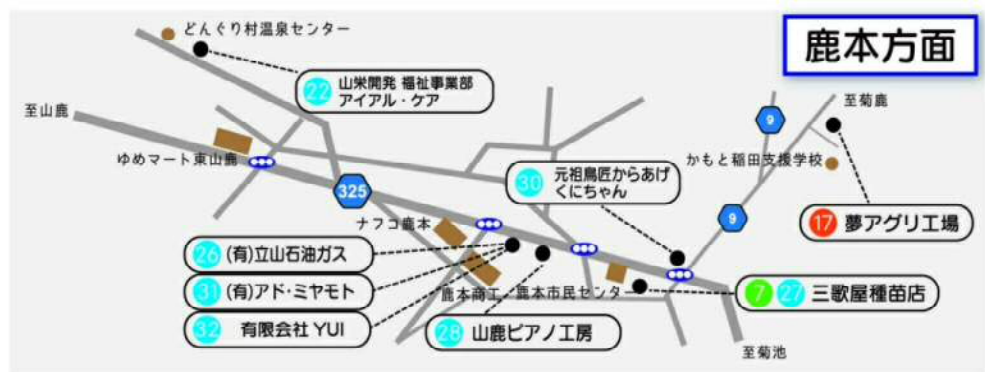 鹿本方面
どんぐり村温泉センター
22 山栄開発 福祉事業部
アイアル・ケア
至山鹿
ゆめマート東山鹿
325
ナフコ鹿本
30 元祖鳥匠からあげ
くにちゃん
9
至菊鹿
かもと稲田支援学校
9
17 夢アグリ工場
26 (有)立山石油ガス
31 (有)アド・ミヤモト
32 有限会社 YUI
鹿本商工
鹿本市民センター
28 山鹿ピアノ工房
7 27 三歌屋種苗店
至菊池